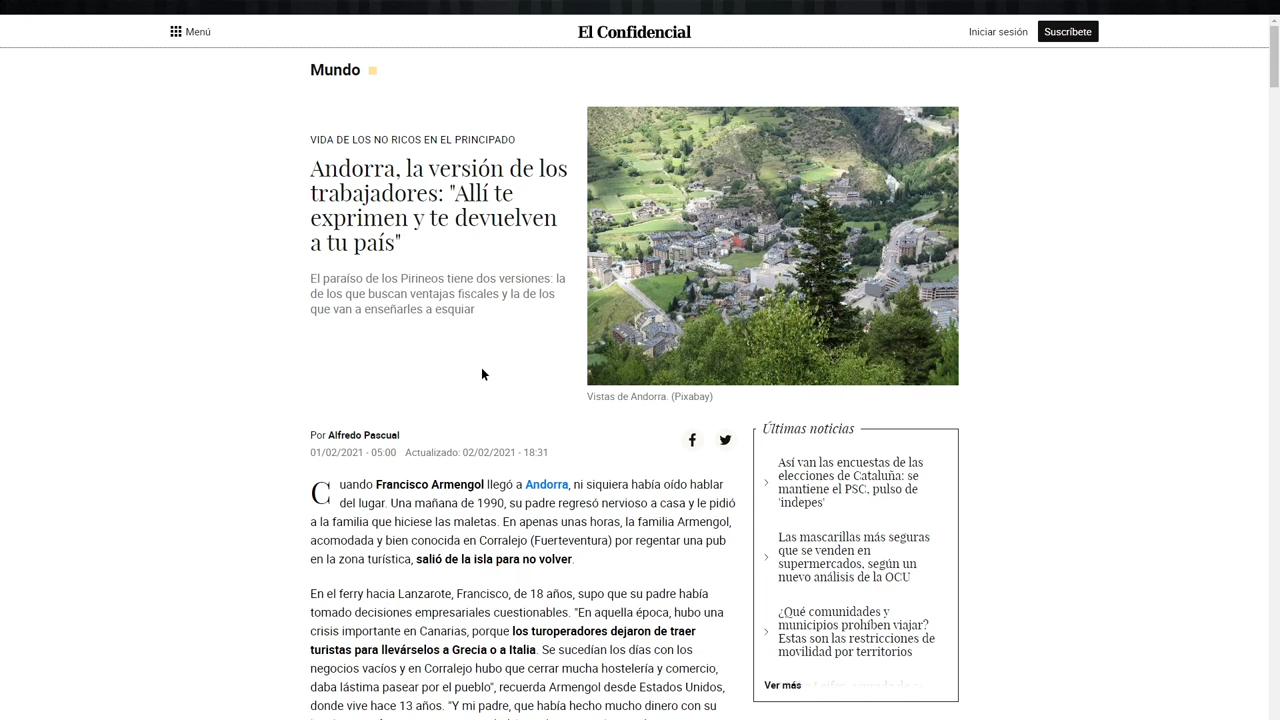 Menú
El Confidencial
Iniciar sesión
Suscríbete
Mundo
VIDA DE LOS NO RICOS EN EL PRINCIPADO
Andorra, la versión de los
trabajadores: "Allí te
exprimen y te devuelven
a tu país"
El paraíso de los Pirineos tiene dos versiones: la
de los que buscan ventajas fiscales y la de los
que van a enseñarles a esquiar
Vistas de Andorra. (Pixabay)
Por Alfredo Pascual
01/02/2021 - 05:00 Actualizado: 02/02/2021 - 18:31
Cuando Francisco Armengol llegó a Andorra, ni siquiera había oído hablar
del lugar. Una mañana de 1990, su padre regresó nervioso a casa y le pidió
a la familia que hiciese las maletas. En apenas unas horas, la familia Armengol,
acomodada y bien conocida en Corralejo (Fuerteventura) por regentar una pub
en la zona turística, salió de la isla para no volver.
En el ferry hacia Lanzarote, Francisco, de 18 años, supo que su padre había
tomado decisiones empresariales cuestionables. "En aquella época, hubo una
crisis importante en Canarias, porque los turoperadores dejaron de traer
turistas para llevárselos a Grecia o a Italia. Se sucedían los días con los
negocios vacíos y en Corralejo hubo que cerrar mucha hostelería y comercio,
daba lástima pasear por el pueblo", recuerda Armengol desde Estados Unidos,
donde vive hace 13 años. "Y mi padre, que había hecho mucho dinero con su
Últimas noticias
Así van las encuestas de las
elecciones de Cataluña: se
mantiene el PSC, pulso de
'indepes'
Las mascarillas más seguras
que se venden en
supermercados, según un
nuevo análisis de la OCU
¿Qué comunidades y
municipios prohíben viajar?
Estas son las restricciones de
movilidad por territorios
Ver más